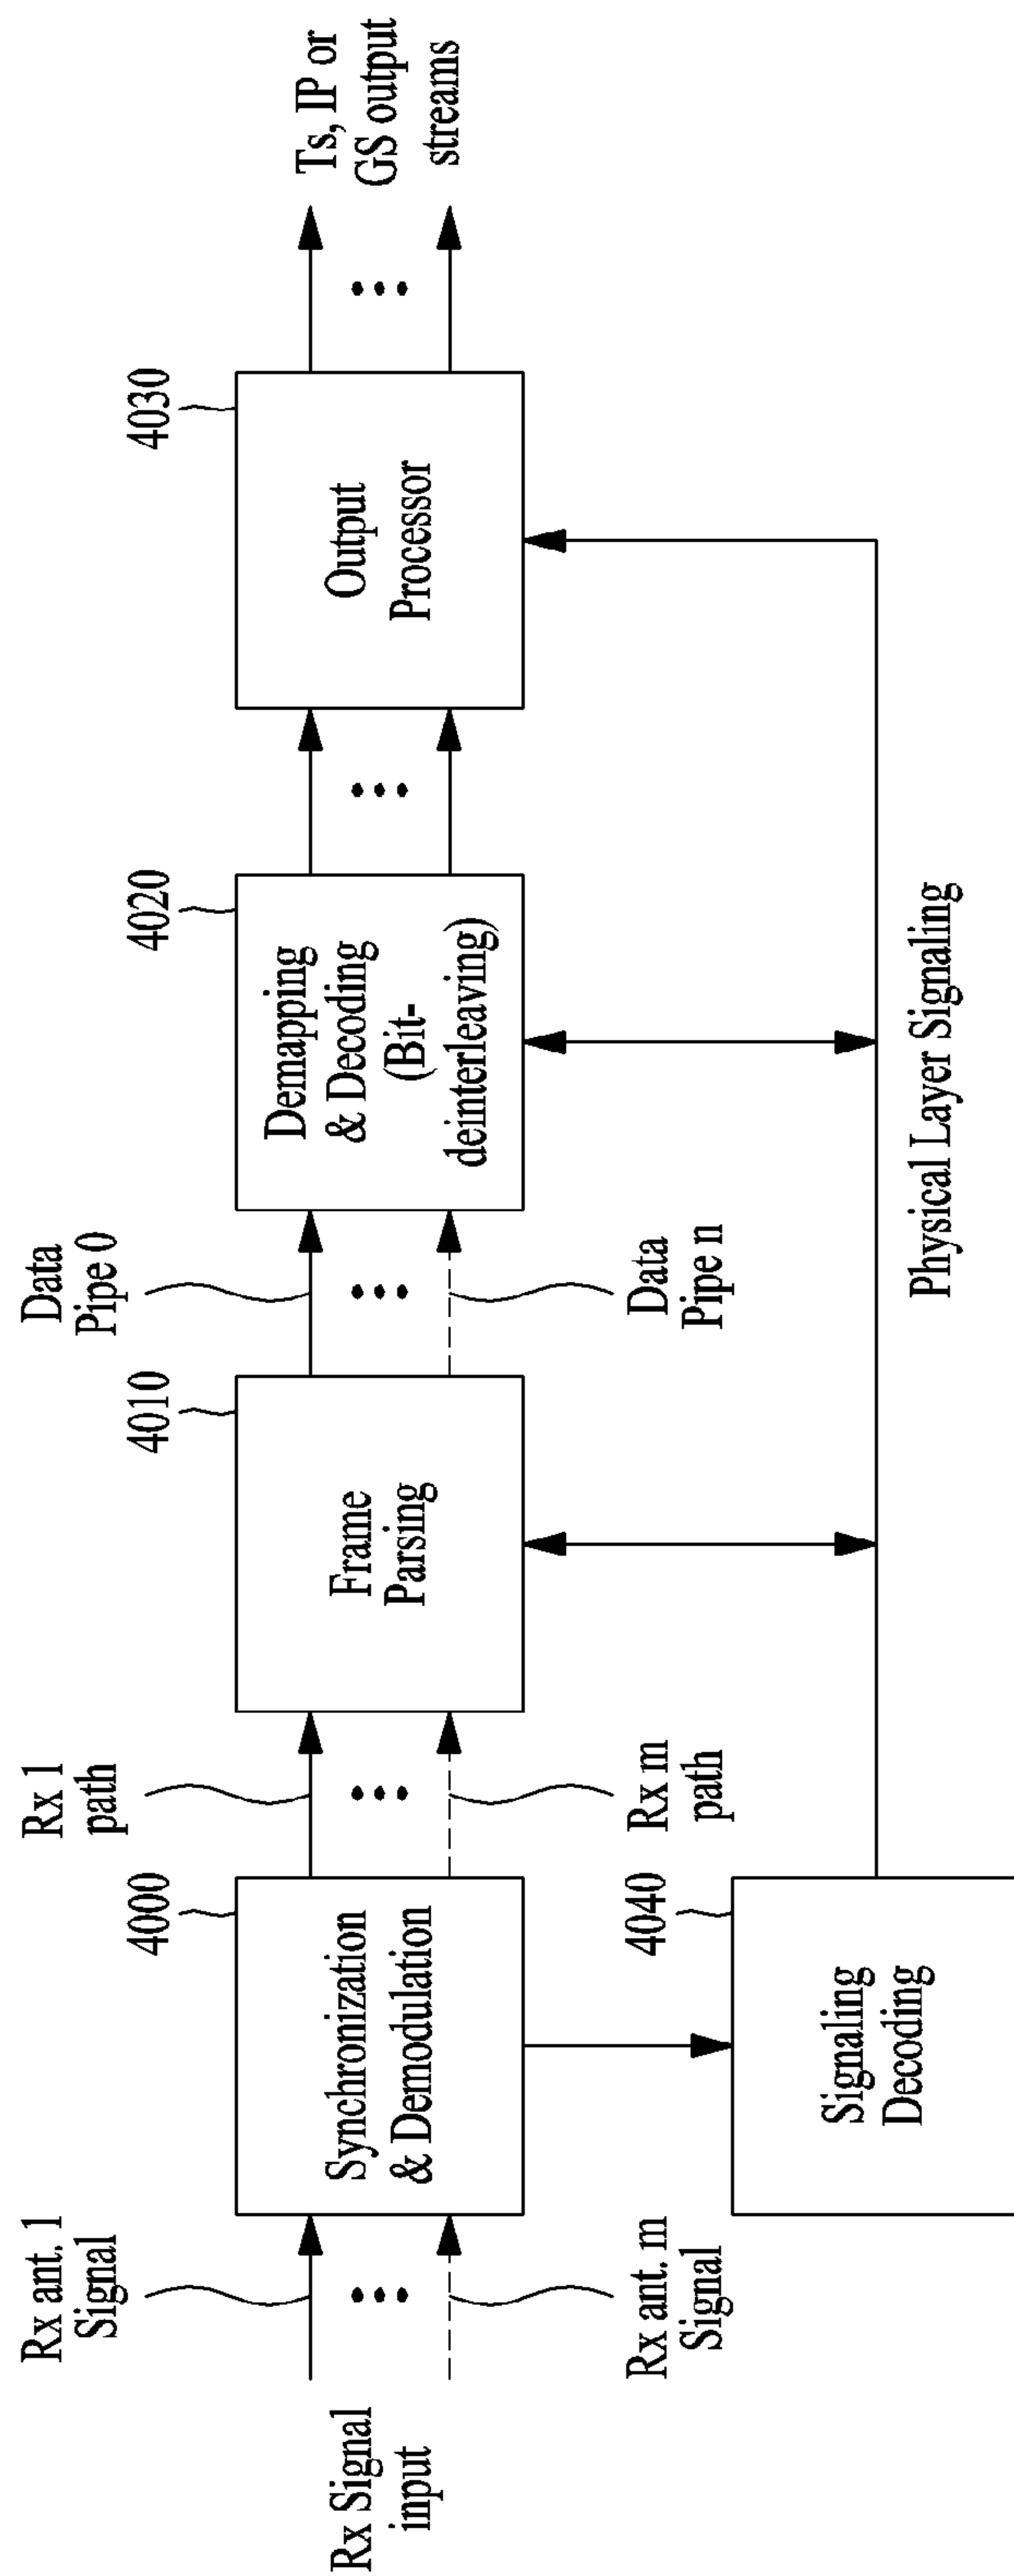 Rx Signal
input
Rx ant. 1
Signal
Rx ant. m
Signal
4000
Synchronization
& Demodulation
Rx 1
path
Rx m
path
4010
Frame
Parsing
Data
Pipe 0
Data
Pipe n
4020
Demapping
& Decoding
(Bit-
deinterleaving)
4030
Output
Processor
Ts, IP or
GS output
streams
4040
Signaling
Decoding
Physical Layer Signaling